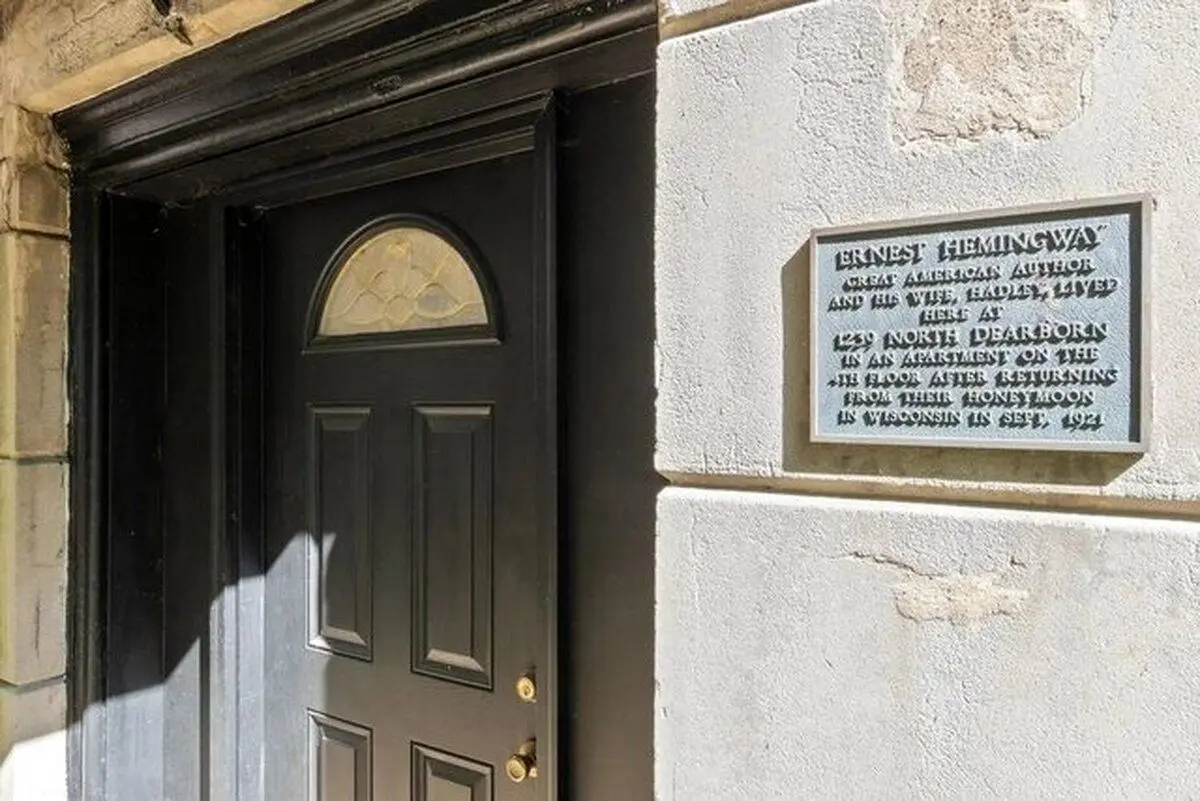 ERNEST HEMINGWAY
GREAT AMERICAN AUTHOR
AND HIS WIFE, HADLEY, LIVED
HERE AT
1239 NORTH DEARBORN
IN AN APARTMENT ON THE
4TH FLOOR AFTER RETURNING
FROM THEIR HONEYMOON
IN WISCONSIN IN SEPT. 1921